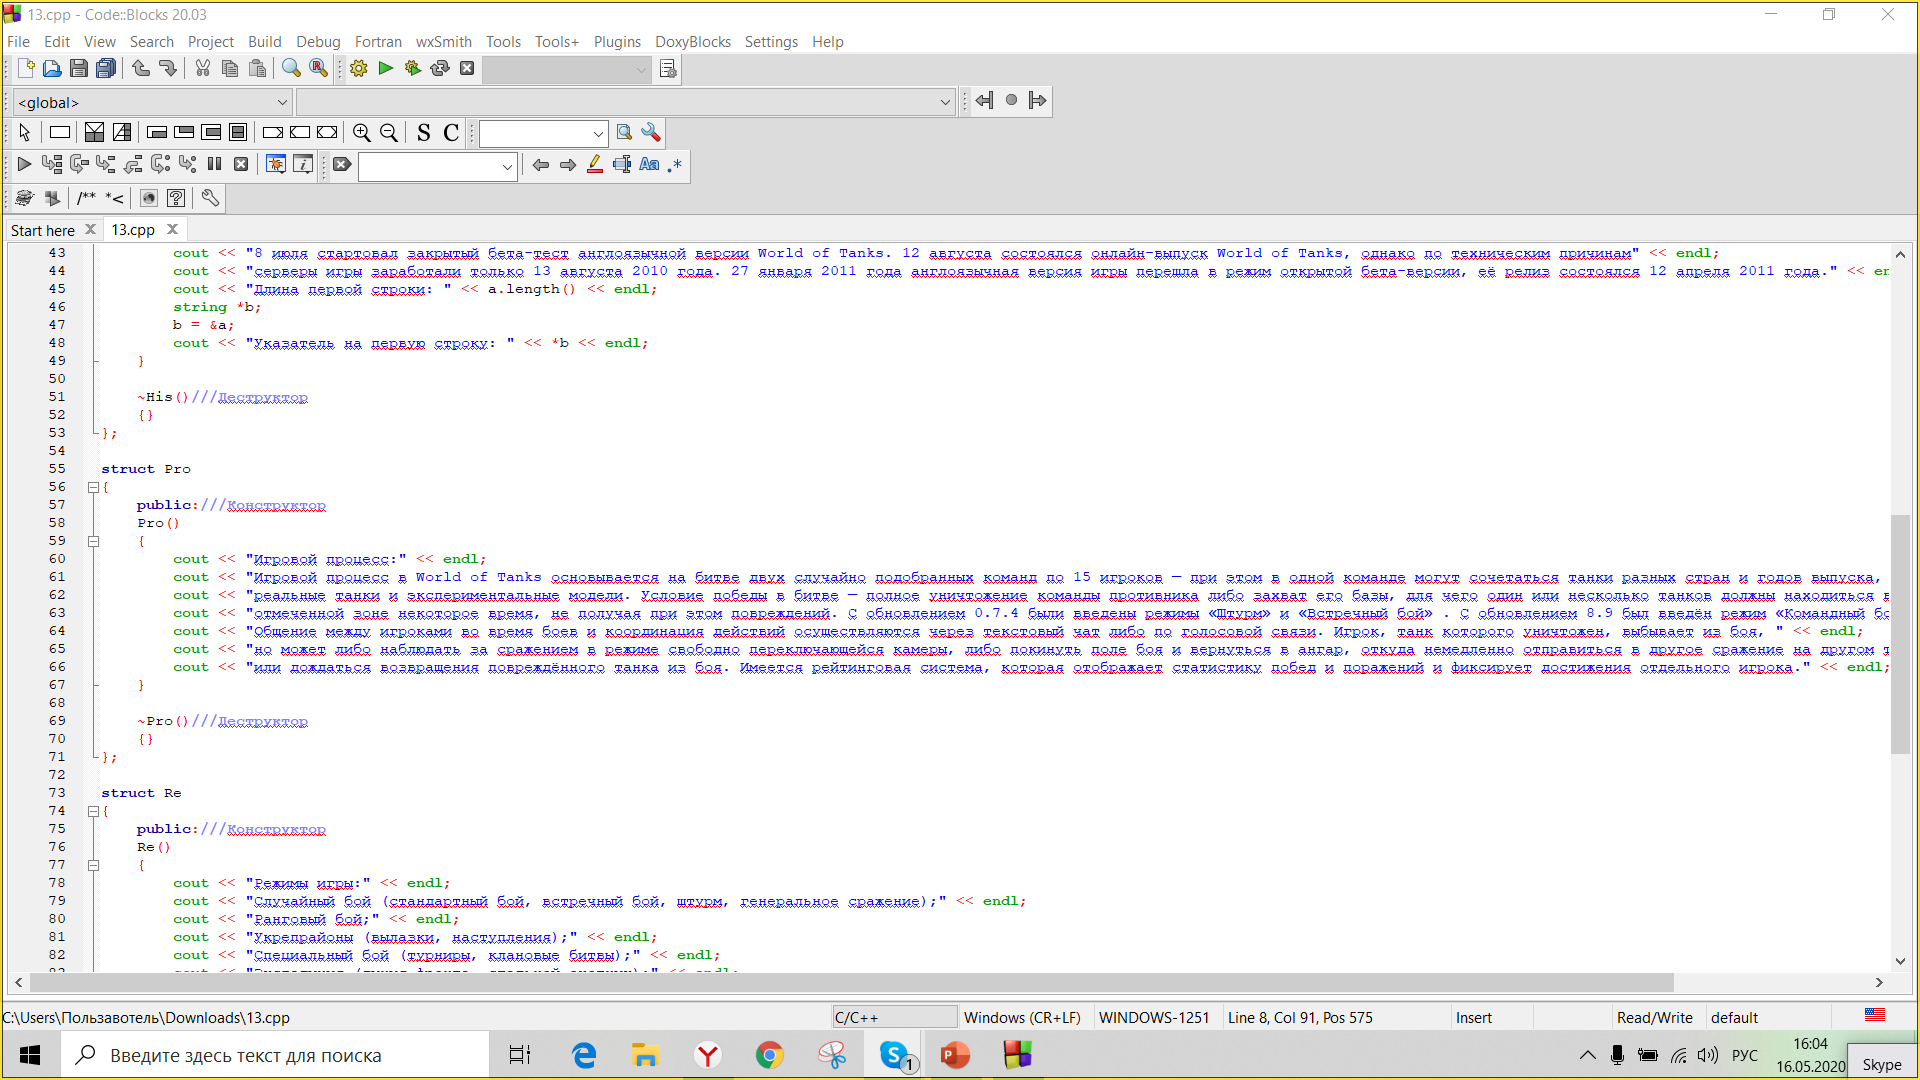 13.cpp - Code::Blocks 20.03
File Edit View Search Project Build Debug Fortran wxSmith Tools Tools+ Plugins DoxyBlocks Settings Help
<global>
S C
Aa .*
/** *<
Start here 13.cpp
43 cout << "8 июля стартовал закрытый бета-тест англоязычной версии World of Tanks. 12 августа состоялся онлайн-выпуск World of Tanks, однако по техническим причинам" << endl;
44 cout << "серверы игры заработали только 13 августа 2010 года. 27 января 2011 года англоязычная версия игры перешла в режим открытой бета-версии, её релиз состоялся 12 апреля 2011 года." << en
45 cout << "Длина первой строки: " << a.length() << endl;
46 string *b;
47 b = &a;
48 cout << "Указатель на первую строку: " << *b << endl;
49 }
50
51 ~His()///Деструктор
52 {}
53 };
54
55 struct Pro
56 {
57 public:///Конструктор
58 Pro()
59 {
60 cout << "Игровой процесс:" << endl;
61 cout << "Игровой процесс в World of Tanks основывается на битве двух случайно подобранных команд по 15 игроков — при этом в одной команде могут сочетаться танки разных стран и годов выпуска,
62 cout << "реальные танки и экспериментальные модели. Условие победы в битве — полное уничтожение команды противника либо захват его базы, для чего один или несколько танков должны находиться в
63 cout << "отмеченной зоне некоторое время, не получая при этом повреждений. С обновлением 0.7.4 были введены режимы «Штурм» и «Встречный бой» . С обновлением 8.9 был введён режим «Командный бо
64 cout << "Общение между игроками во время боев и координация действий осуществляются через текстовый чат либо по голосовой связи. Игрок, танк которого уничтожен, выбывает из боя, " << endl;
65 cout << "но может либо наблюдать за сражением в режиме свободно переключающейся камеры, либо покинуть поле боя и вернуться в ангар, откуда немедленно отправиться в другое сражение на другом т
66 cout << "или дождаться возвращения повреждённого танка из боя. Имеется рейтинговая система, которая отображает статистику побед и поражений и фиксирует достижения отдельного игрока." << endl;
67 }
68
69 ~Pro()///Деструктор
70 {}
71 };
72
73 struct Re
74 {
75 public:///Конструктор
76 Re()
77 {
78 cout << "Режимы игры:" << endl;
79 cout << "Случайный бой (стандартный бой, встречный бой, штурм, генеральное сражение);" << endl;
80 cout << "Ранговый бой;" << endl;
81 cout << "Укрепрайоны (вылазки, наступления);" << endl;
82 cout << "Специальный бой (турниры, клановые битвы);" << endl;
C:\Users\Пользавотель\Downloads\13.cpp C/C++ Windows (CR+LF) WINDOWS-1251 Line 8, Col 91, Pos 575 Insert Read/Write default
Введите здесь текст для поиска
1
РУС
16:04
16.05.2020
Skype